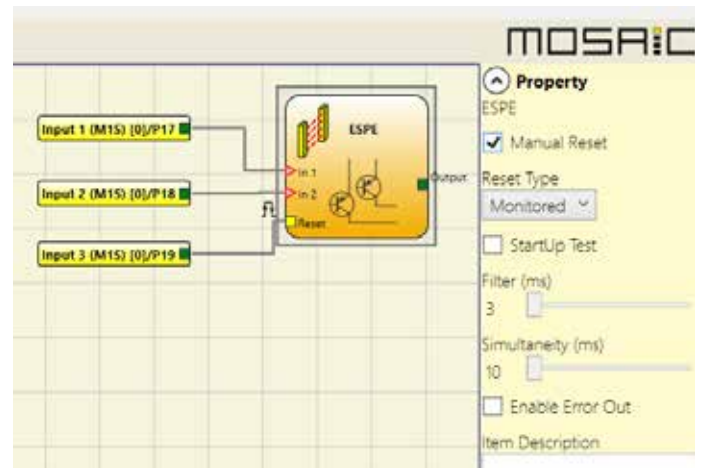 MOSAIC
Property
ESPE
Manual Reset
Reset Type
Monitored
StartUp Test
Filter (ms)
3
Simultaneity (ms)
10
Enable Error Out
Item Description
Input 1 (M1S) [0]/P17
Input 2 (M1S) [0]/P18
Input 3 (M1S) [0]/P19
ESPE
In 1
In 2
Reset
Output